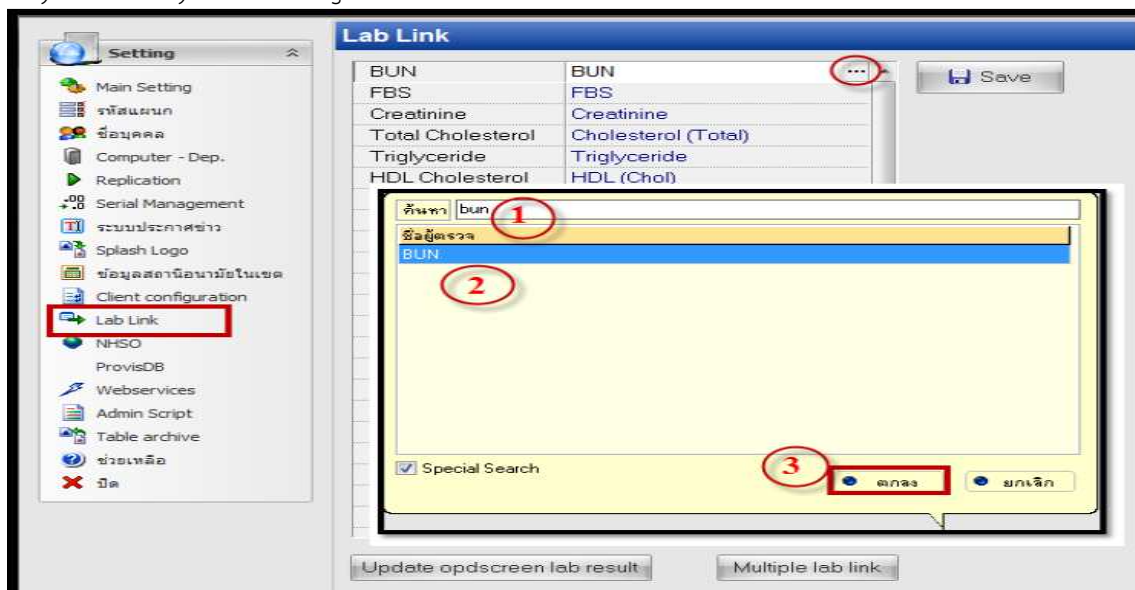 Lab Link
Setting
Main Setting
รหัสแผนก
ชื่อบุคคล
Computer - Dep.
Replication
Serial Management
ระบบประกาศข่าว
Splash Logo
ข้อมูลสถานีอนามัยในเขต
Client configuration
Lab Link
NHSO
ProvisDB
Webservices
Admin Script
Table archive
ช่วยเหลือ
ปิด
BUN BUN ...
Save
FBS FBS
Creatinine Creatinine
Total Cholesterol Cholesterol (Total)
Triglyceride Triglyceride
HDL Cholesterol HDL (Chol)
ค้นหา bun 1
ชื่อผู้ตรวจ
BUN
2
Special Search
3
ตกลง ยกเลิก
Update opdscreen lab result Multiple lab link